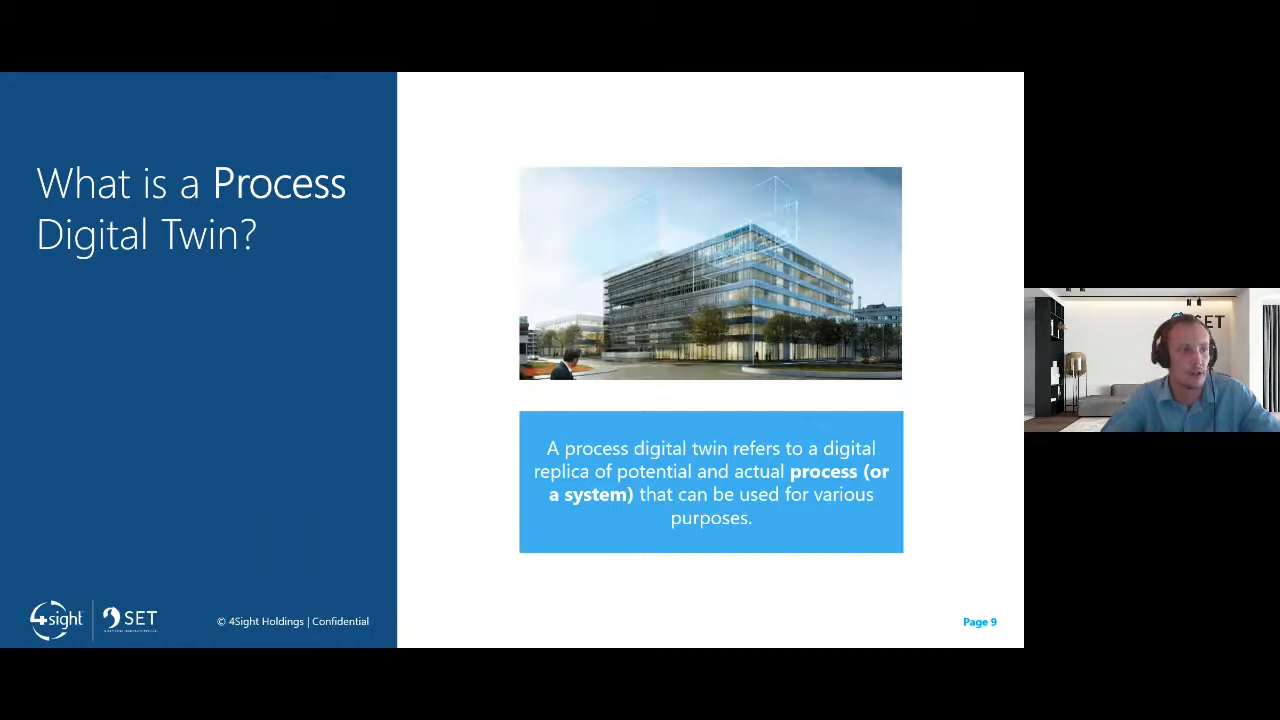 What is a Process
Digital Twin?
A process digital twin refers to a digital
replica of potential and actual process (or
a system) that can be used for various
purposes.
4sight
SET
© 4Sight Holdings | Confidential
Page 9
SET